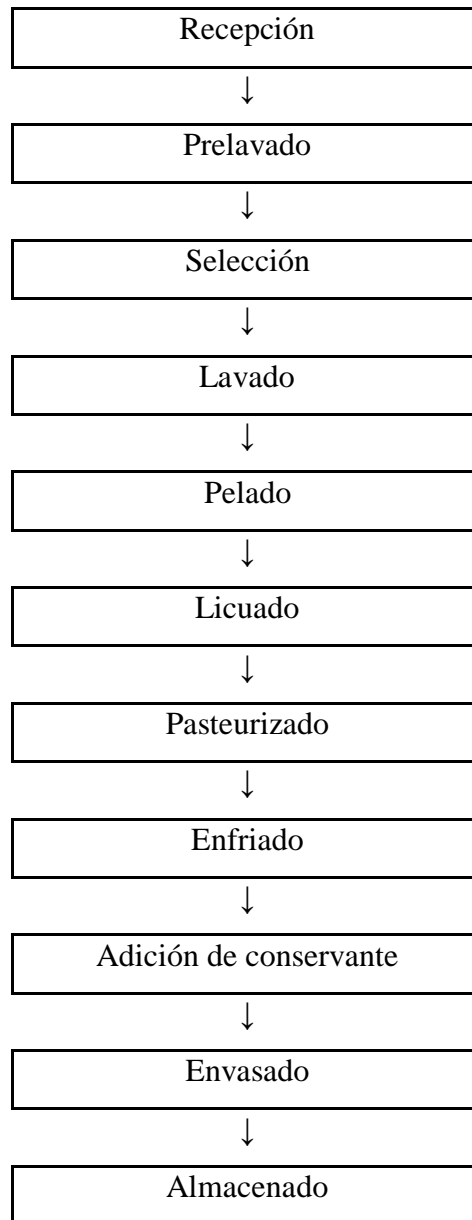 Recepción
↓
Prelavado
↓
Selección
↓
Lavado
↓
Pelado
↓
Licuado
↓
Pasteurizado
↓
Enfriado
↓
Adición de conservante
↓
Envasado
↓
Almacenado